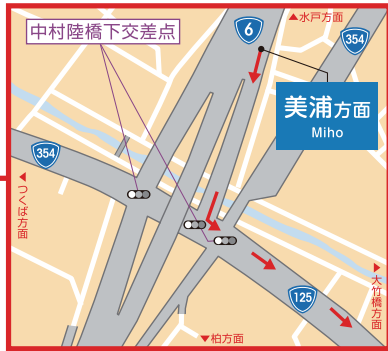 中村陸橋下交差点
6
▲水戸方面
354
美浦方面
Miho
354
◀つくば方面
125
▶大竹橋方面
▼柏方面